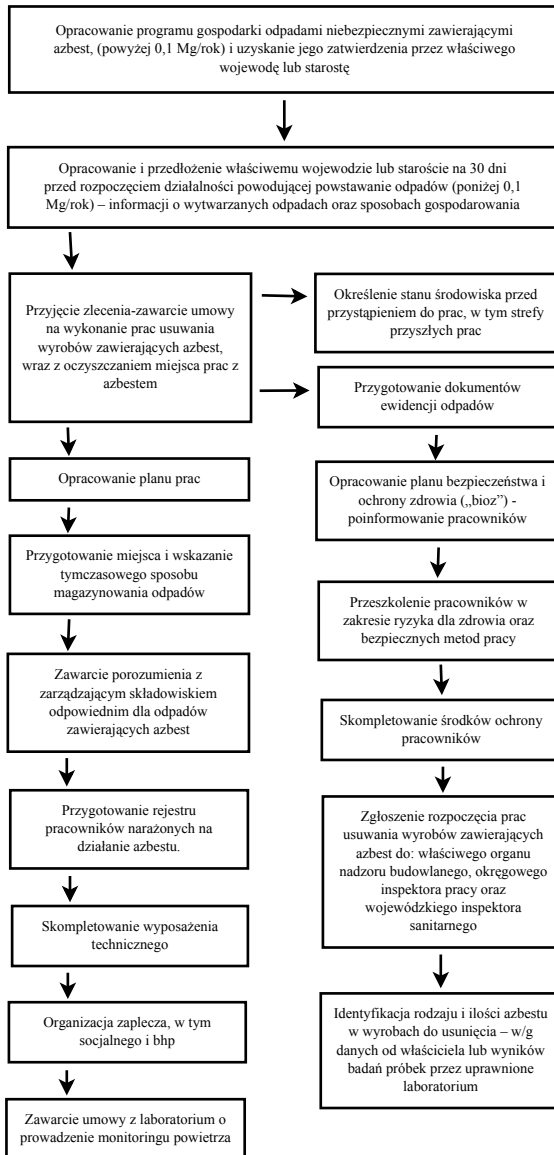 Opracowanie programu gospodarki odpadami niebezpiecznymi zawierającymi
azbest, (powyżej 0,1 Mg/rok) i uzyskanie jego zatwierdzenia przez właściwego
wojewodę lub starostę
Opracowanie i przedłożenie właściwemu wojewodzie lub staroście na 30 dni
przed rozpoczęciem działalności powodującej powstawanie odpadów (poniżej 0,1
Mg/rok) – informacji o wytwarzanych odpadach oraz sposobach gospodarowania
Przyjęcie zlecenia-zawarcie umowy
na wykonanie prac usuwania
wyrobów zawierających azbest,
wraz z oczyszczaniem miejsca prac z
azbestem
Opracowanie planu prac
Przygotowanie miejsca i wskazanie
tymczasowego sposobu
magazynowania odpadów
Zawarcie porozumienia z
zarządzającym składowiskiem
odpowiednim dla odpadów
zawierających azbest
Przygotowanie rejestru
pracowników narażonych na
działanie azbestu.
Skompletowanie wyposażenia
technicznego
Organizacja zaplecza, w tym
socjalnego i bhp
Zawarcie umowy z laboratorium o
prowadzenie monitoringu powietrza
Określenie stanu środowiska przed
przystąpieniem do prac, w tym strefy
przyszłych prac
Przygotowanie dokumentów
ewidencji odpadów
Opracowanie planu bezpieczeństwa i
ochrony zdrowia („bioz”) -
poinformowanie pracowników
Przeszkolenie pracowników w
zakresie ryzyka dla zdrowia oraz
bezpiecznych metod pracy
Skompletowanie środków ochrony
pracowników
Zgłoszenie rozpoczęcia prac
usuwania wyrobów zawierających
azbest do: właściwego organu
nadzoru budowlanego, okręgowego
inspektora pracy oraz
wojewódzkiego inspektora
sanitarnego
Identyfikacja rodzaju i ilości azbestu
w wyrobach do usunięcia – w/g
danych od właściciela lub wyników
badań próbek przez uprawnione
laboratorium